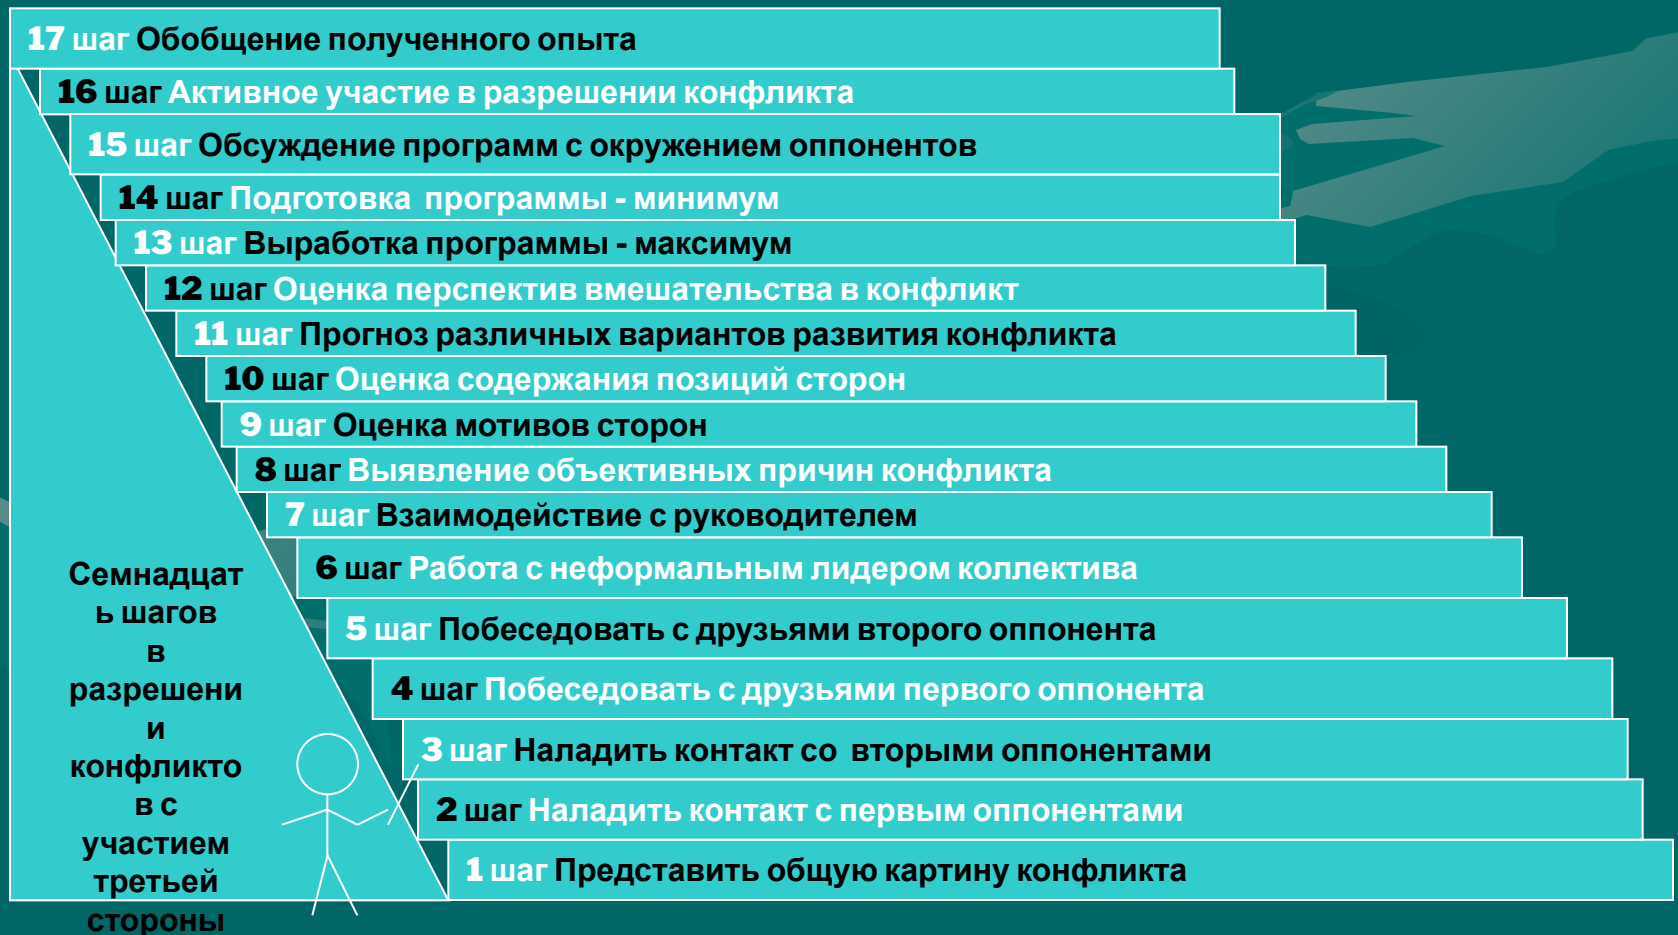 17 шаг Обобщение полученного опыта
16 шаг Активное участие в разрешении конфликта
15 шаг Обсуждение программ с окружением оппонентов
14 шаг Подготовка программы - минимум
13 шаг Выработка программы - максимум
12 шаг Оценка перспектив вмешательства в конфликт
11 шаг Прогноз различных вариантов развития конфликта
10 шаг Оценка содержания позиций сторон
9 шаг Оценка мотивов сторон
8 шаг Выявление объективных причин конфликта
7 шаг Взаимодействие с руководителем
6 шаг Работа с неформальным лидером коллектива
5 шаг Побеседовать с друзьями второго оппонента
4 шаг Побеседовать с друзьями первого оппонента
3 шаг Наладить контакт со вторыми оппонентами
2 шаг Наладить контакт с первым оппонентами
1 шаг Представить общую картину конфликта
Семнадцат
ь шагов
в
разрешени
и
конфликто
в с
участием
третьей
стороны